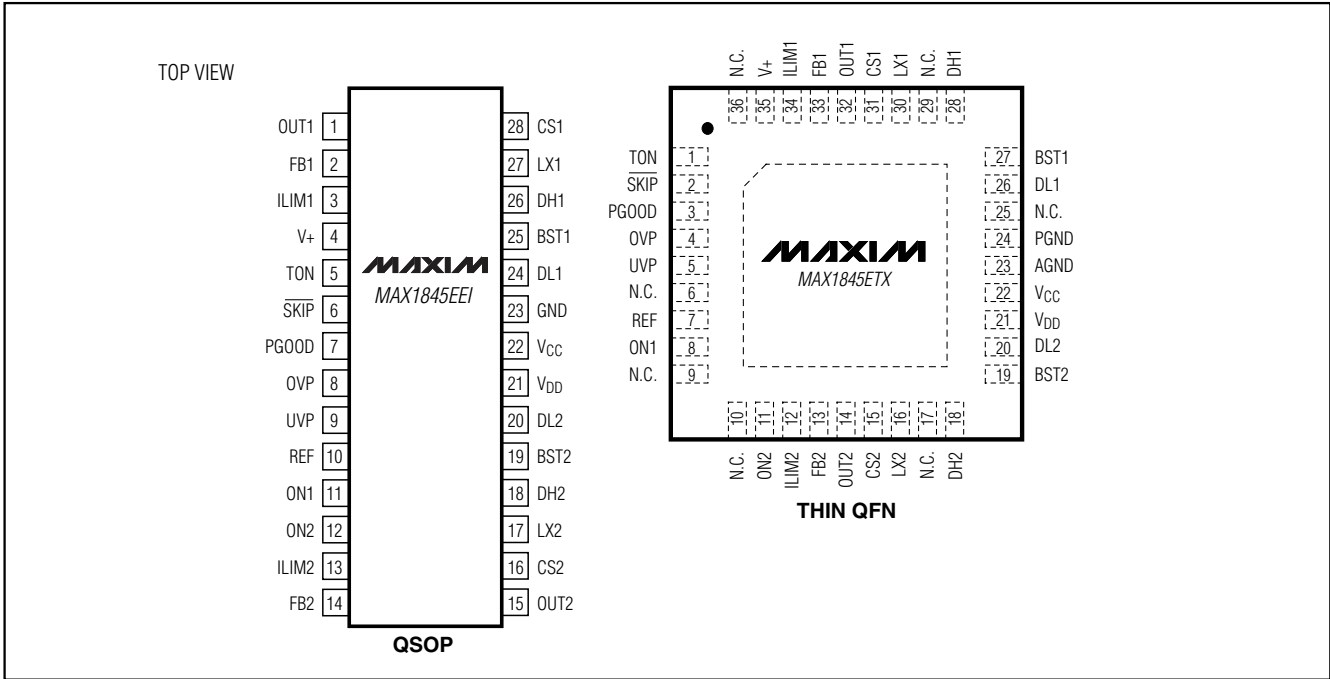 TOP VIEW
OUT1 1
FB1 2
ILIM1 3
V+ 4
TON 5
SKIP 6
PGOOD 7
OVP 8
UVP 9
REF 10
ON1 11
ON2 12
ILIM2 13
FB2 14
MAXIM
MAX1845EEI
28 CS1
27 LX1
26 DH1
25 BST1
24 DL1
23 GND
22 VCC
21 VDD
20 DL2
19 BST2
18 DH2
17 LX2
16 CS2
15 OUT2
QSOP
N.C. V+ ILIM1 FB1 OUT1 CS1 LX1 N.C. DH1
36 35 34 33 32 31 30 29 28
TON 1
SKIP 2
PGOOD 3
OVP 4
UVP 5
N.C. 6
REF 7
ON1 8
N.C. 9
MAXIM
MAX1845ETX
27 BST1
26 DL1
25 N.C.
24 PGND
23 AGND
22 VCC
21 VDD
20 DL2
19 BST2
10 11 12 13 14 15 16 17 18
N.C. ON2 ILIM2 FB2 OUT2 CS2 LX2 N.C. DH2
THIN QFN